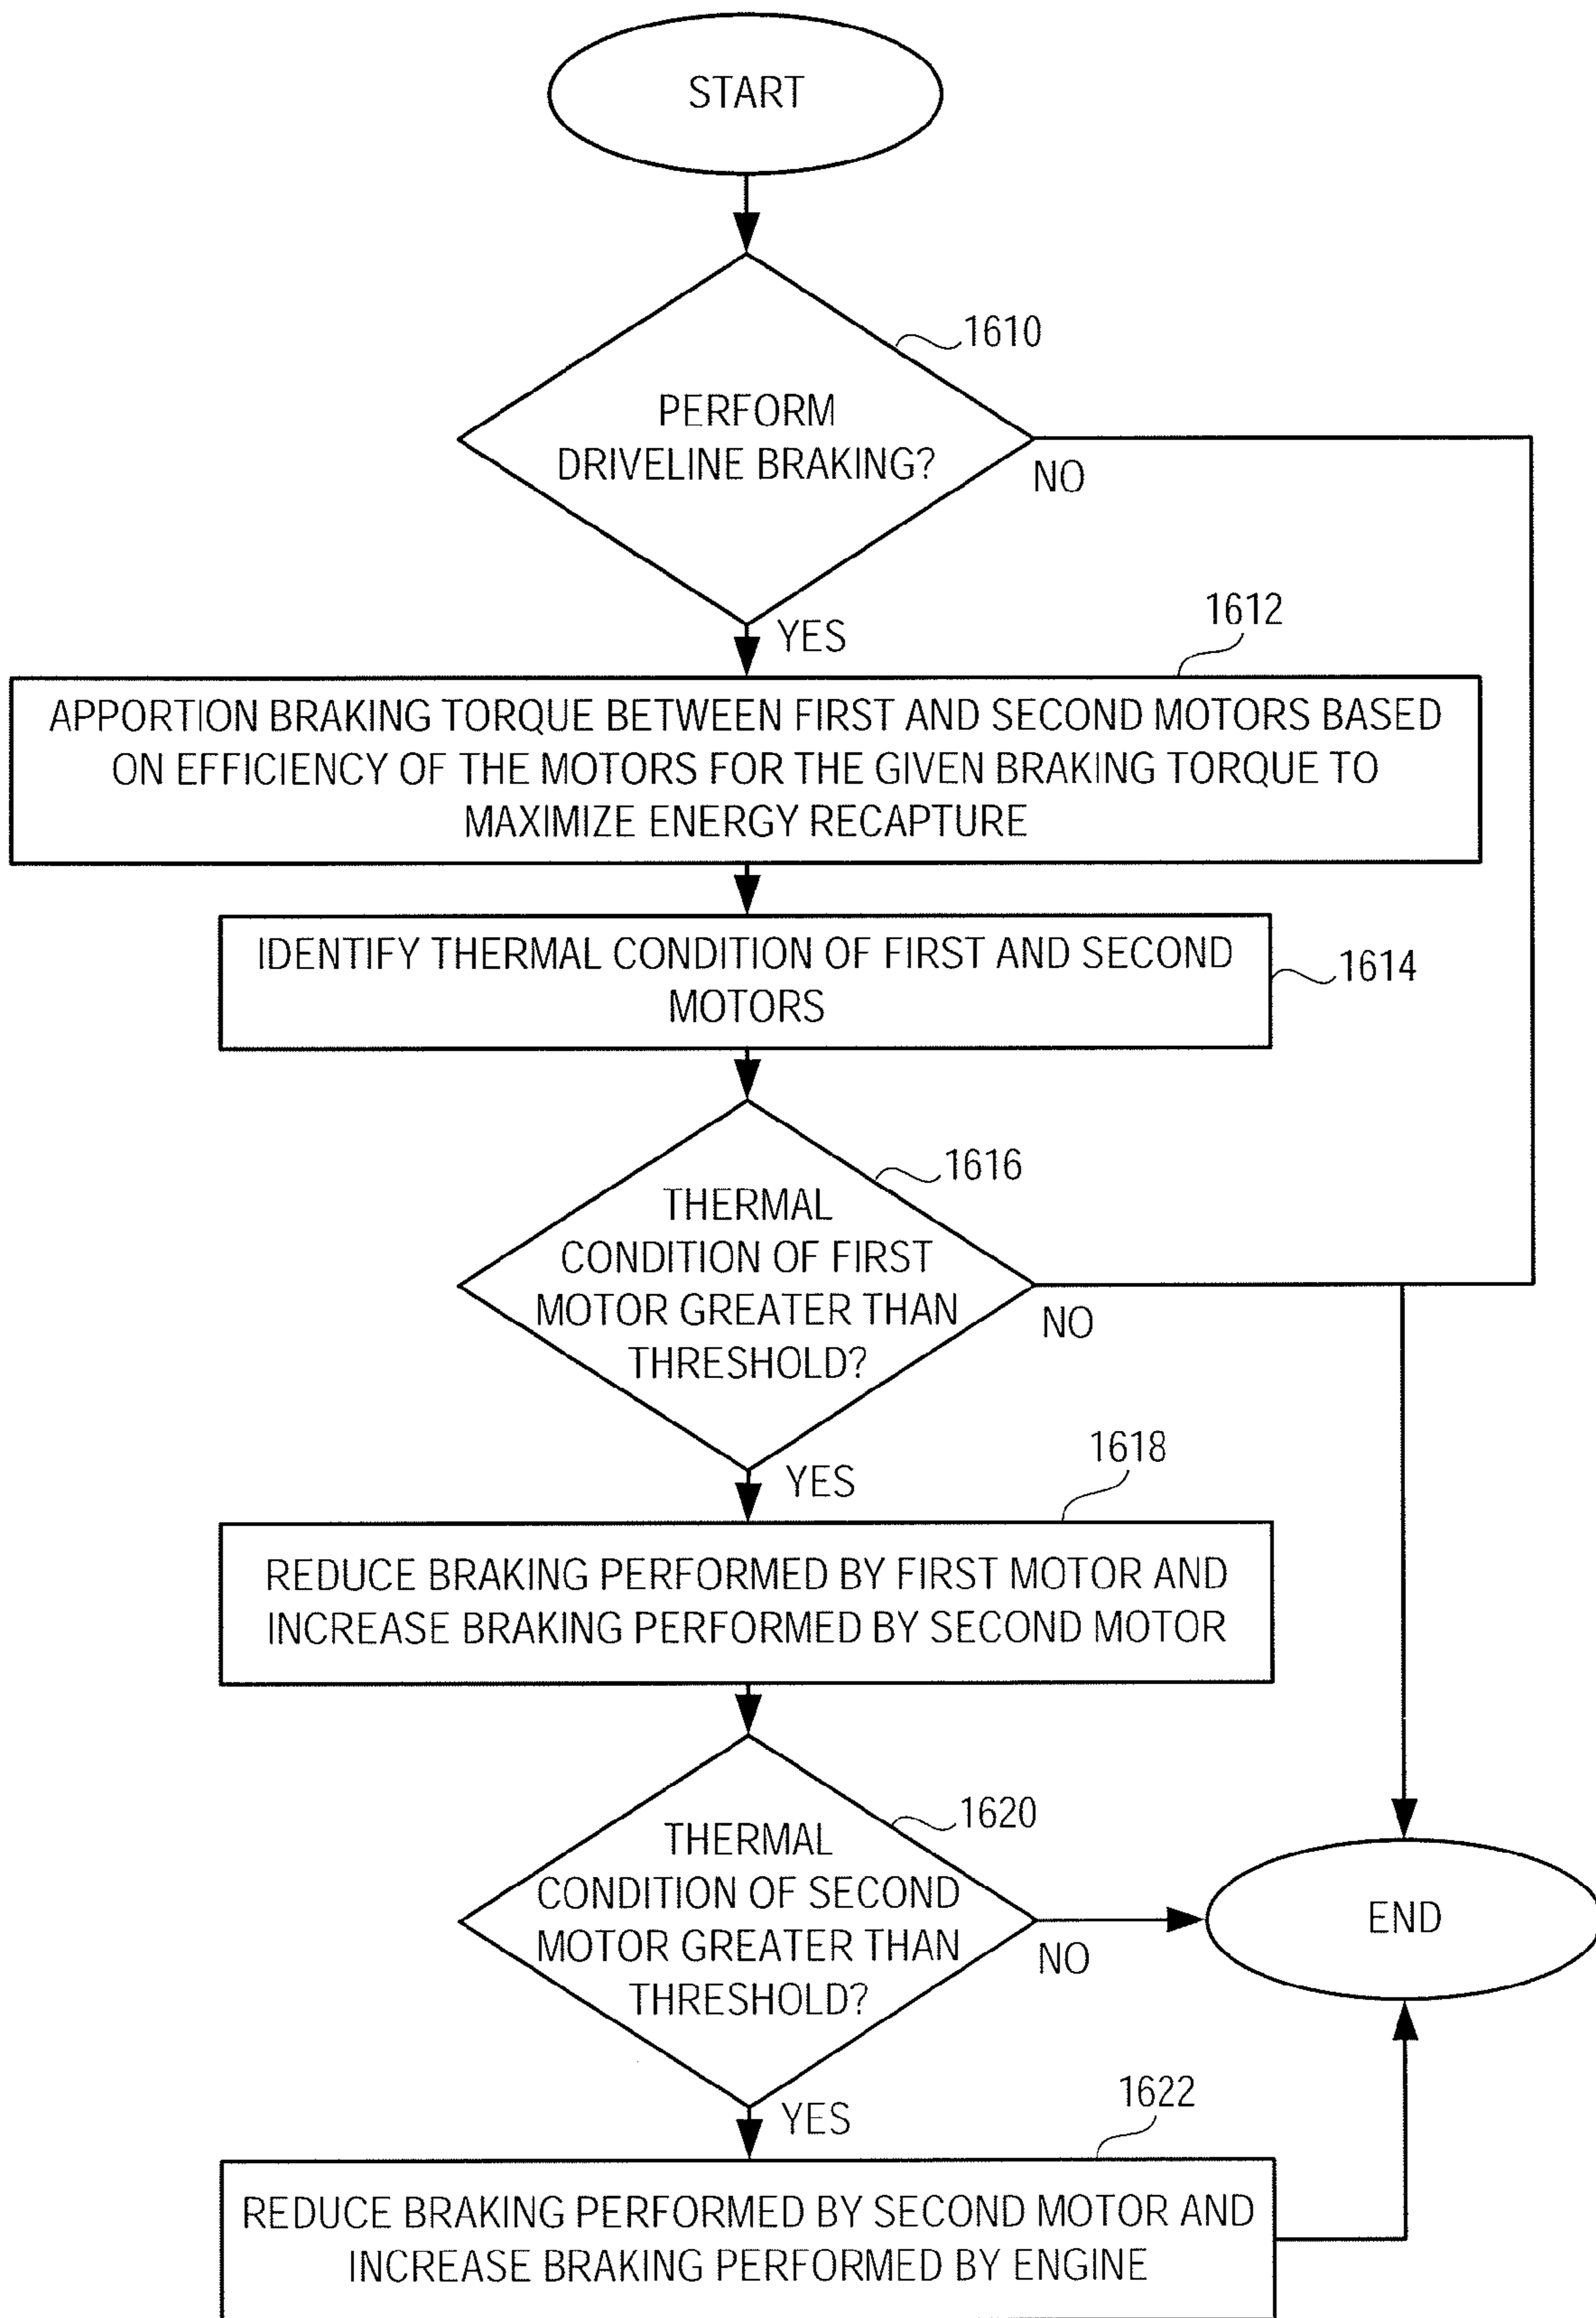 START
1610
PERFORM
DRIVELINE BRAKING?
NO
YES
1612
APPORTION BRAKING TORQUE BETWEEN FIRST AND SECOND MOTORS BASED
ON EFFICIENCY OF THE MOTORS FOR THE GIVEN BRAKING TORQUE TO
MAXIMIZE ENERGY RECAPTURE
IDENTIFY THERMAL CONDITION OF FIRST AND SECOND
MOTORS
1614
1616
THERMAL
CONDITION OF FIRST
MOTOR GREATER THAN
THRESHOLD?
NO
YES
1618
REDUCE BRAKING PERFORMED BY FIRST MOTOR AND
INCREASE BRAKING PERFORMED BY SECOND MOTOR
1620
THERMAL
CONDITION OF SECOND
MOTOR GREATER THAN
THRESHOLD?
NO
END
YES
1622
REDUCE BRAKING PERFORMED BY SECOND MOTOR AND
INCREASE BRAKING PERFORMED BY ENGINE